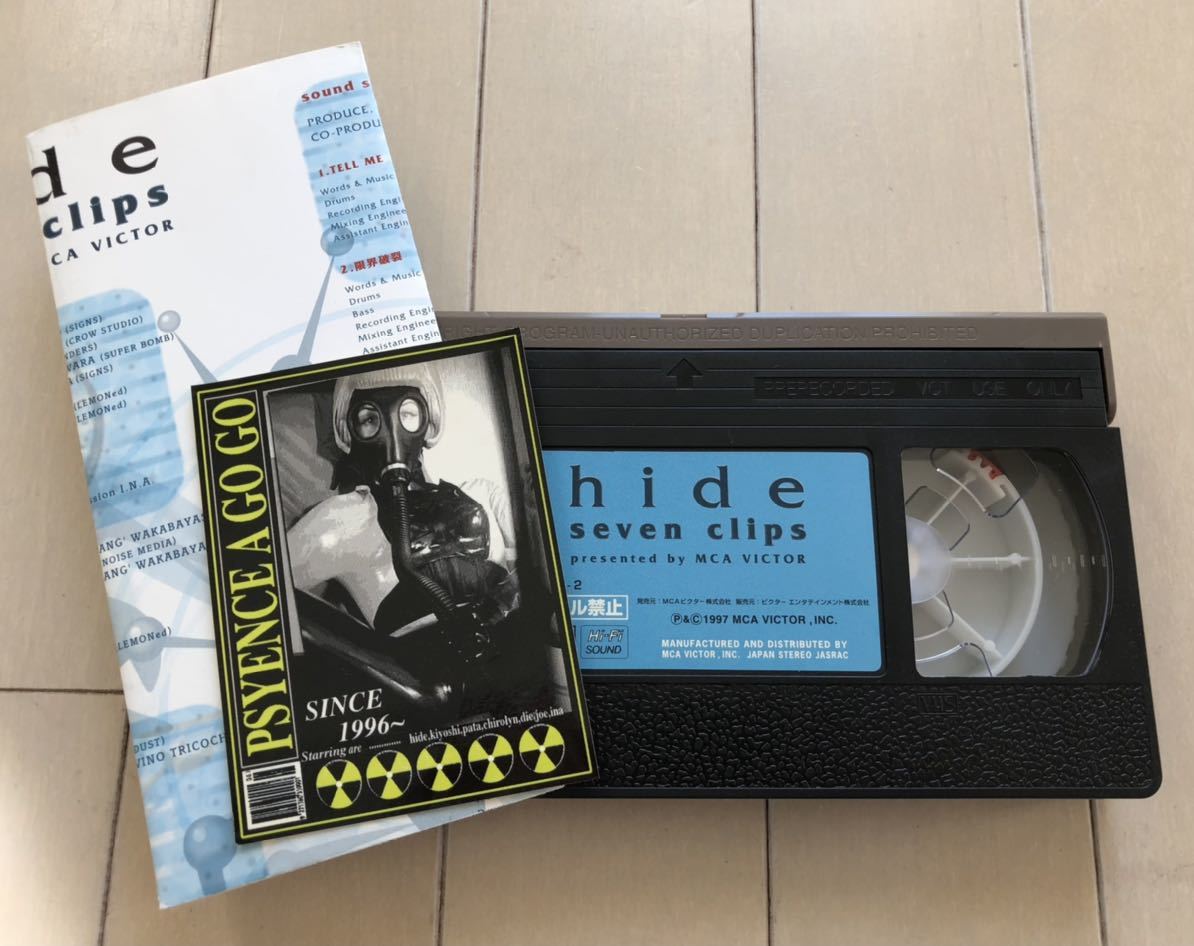 d e
clips
CA VICTOR
(SIGNS)
(CROW STUDIO)
NDERS)
WARA (SUPER BOMB)
A (SIGNS)
(LEMONed)
LEMONed)
ssion I.N.A.
ANG' WAKABAYAS
NOISE MEDIA)
ANG' WAKABAYA
LEMONed)
DUST)
VINO TRICOCH
sound s
PRODUCE,
CO-PRODU
1.TELL ME
Words & Music
Drums
Recording Engi
Mixing Enginee
Assistant Engin
2.限界破裂
Words & Music
Drums
Bass
Recording Engi
Mixing Enginee
Assistant Engin
PSYENCE A GO GO
SINCE
1996~
Starring are ............. hide,kiyoshi,pata,chirolyn,die,joe,ina
PROGRAM-UNAUTHORIZED DUPLICATION PROHIBITED
PRERECORDED VCT USE ONLY
hide
seven clips
presented by MCA VICTOR
-2
ル禁止
発売元：MCAビクター株式会社 販売元：ビクター エンタテインメント株式会社
Ⓟ&Ⓒ1997 MCA VICTOR , INC.
Hi-Fi
SOUND
MANUFACTURED AND DISTRIBUTED BY
MCA VICTOR , INC. JAPAN STEREO JASRAC